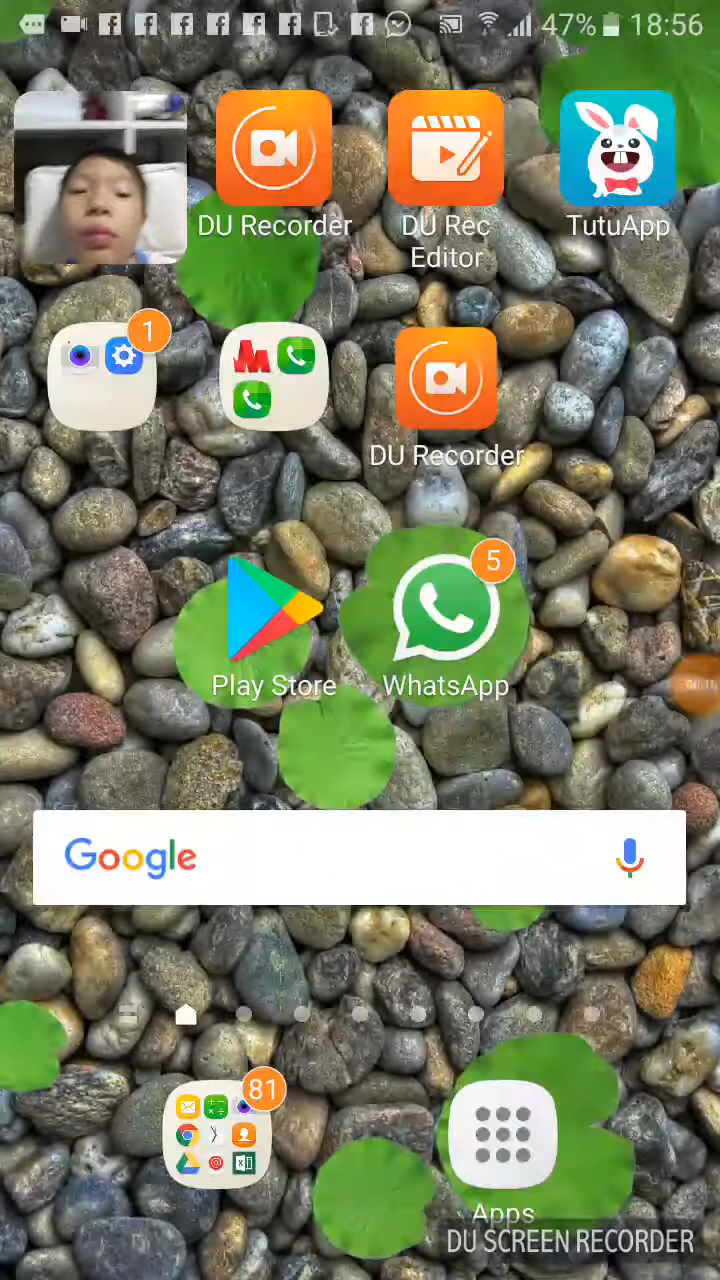 47% 18:56
DU Recorder
DU Rec
Editor
TutuApp
1
DU Recorder
5
Play Store
WhatsApp
Google
81
Apps
DU SCREEN RECORDER